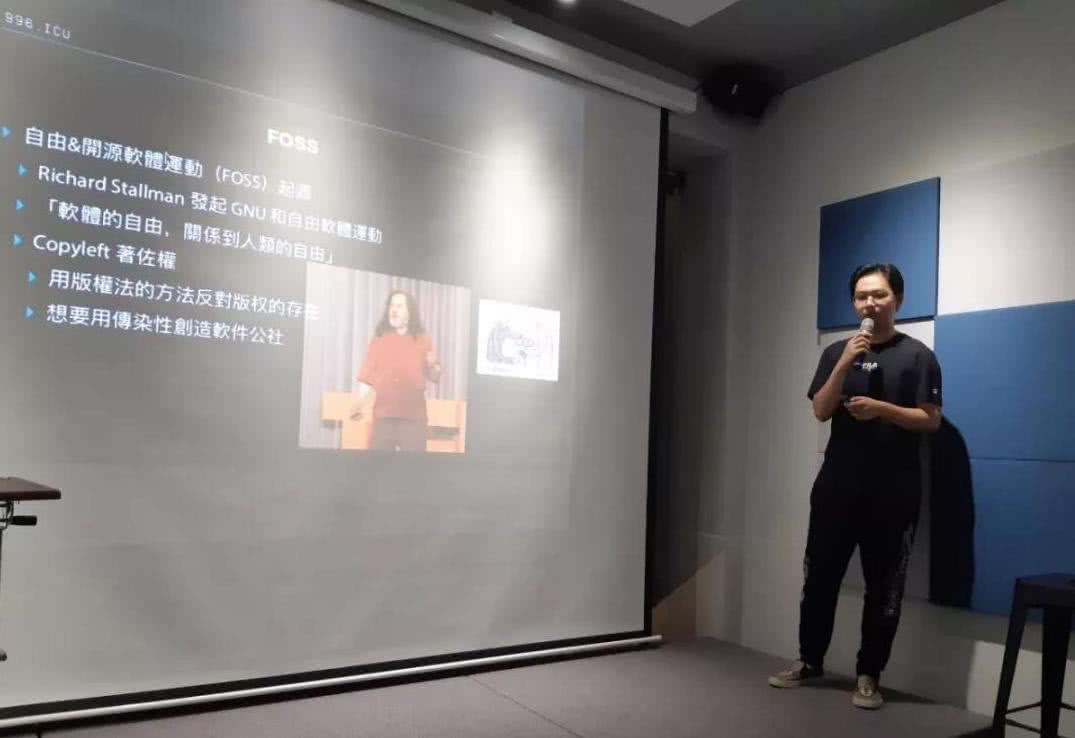 996.ICU
FOSS
自由&開源軟體運動（FOSS）起源
Richard Stallman 發起 GNU 和自由軟體運動
「軟體的自由，關係到人類的自由」
Copyleft 著佐權
用版權法的方法反對版权的存在
想要用傳染性創造軟件公社
FILA